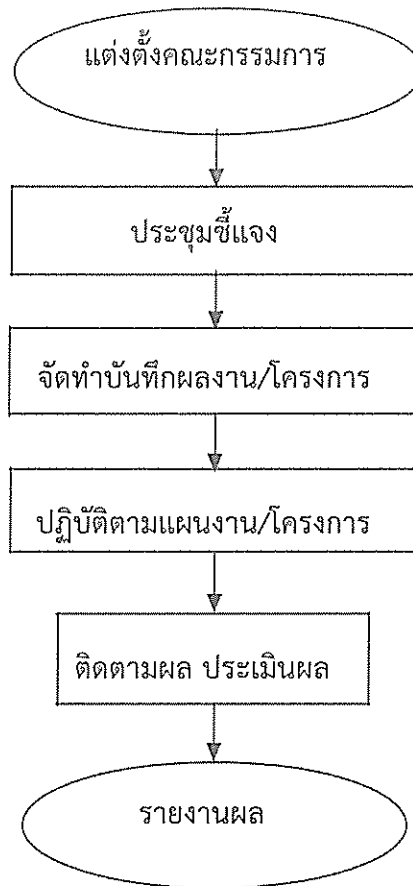 แต่งตั้งคณะกรรมการ
ประชุมชี้แจง
จัดทำบันทึกผลงาน/โครงการ
ปฏิบัติตามแผนงาน/โครงการ
ติดตามผล ประเมินผล
รายงานผล